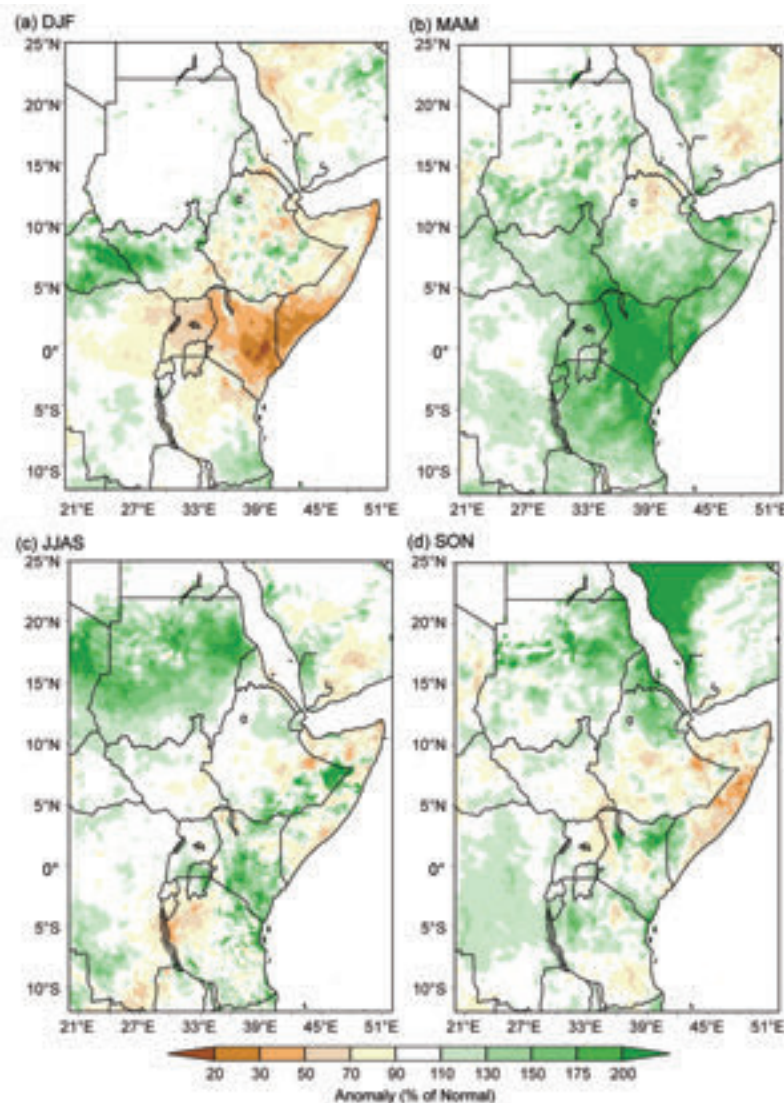 (a) DJF
(b) MAM
25°N
20°N
15°N
10°N
5°N
0°
5°S
10°S
21°E 27°E 33°E 39°E 45°E 51°E
25°N
20°N
15°N
10°N
5°N
0°
5°S
10°S
21°E 27°E 33°E 39°E 45°E 51°E
(c) JJAS
(d) SON
25°N
20°N
15°N
10°N
5°N
0°
5°S
10°S
21°E 27°E 33°E 39°E 45°E 51°E
25°N
20°N
15°N
10°N
5°N
0°
5°S
10°S
21°E 27°E 33°E 39°E 45°E 51°E
20 30 50 70 90 110 130 150 175 200
Anomaly (% of Normal)